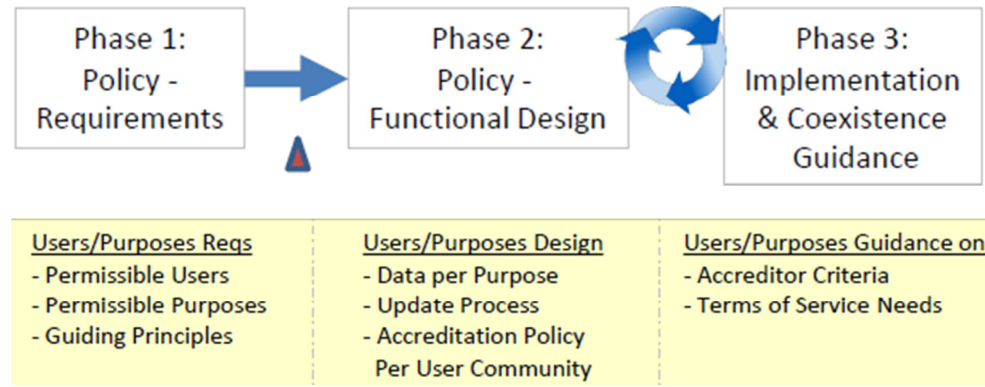 Phase 1:
Policy -
Requirements
Phase 2:
Policy -
Functional Design
Phase 3:
Implementation
& Coexistence
Guidance
Users/Purposes Reqs
- Permissible Users
- Permissible Purposes
- Guiding Principles
Users/Purposes Design
- Data per Purpose
- Update Process
- Accreditation Policy
Per User Community
Users/Purposes Guidance on
- Accreditor Criteria
- Terms of Service Needs